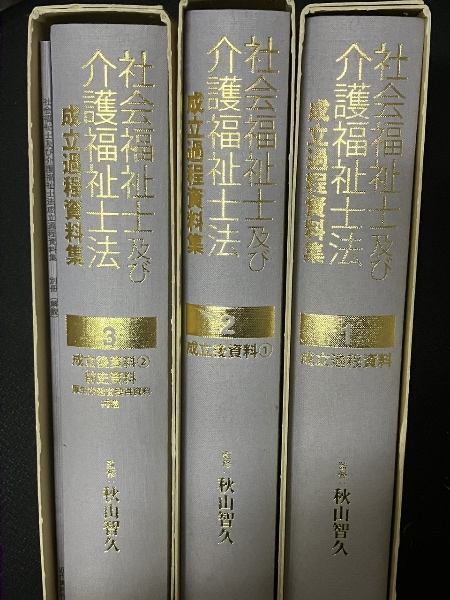 社会福祉士及び
介護福祉士法
成立過程資料集
1
成立過程資料
監修
秋山智久
社会福祉士及び
介護福祉士法
成立過程資料集
2
成立後資料①
監修
秋山智久
社会福祉士及び
介護福祉士法
成立過程資料集
3
成立後資料②
前史資料
監修
秋山智久